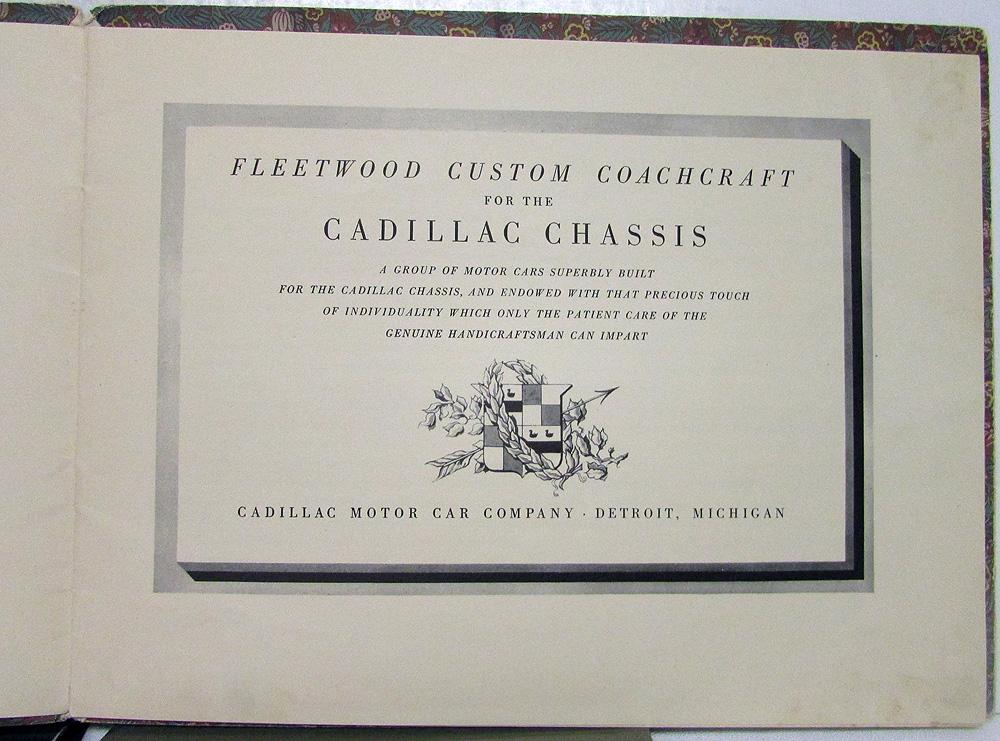 FLEETWOOD CUSTOM COACHCRAFT
FOR THE
CADILLAC CHASSIS
A GROUP OF MOTOR CARS SUPERBLY BUILT
FOR THE CADILLAC CHASSIS, AND ENDOWED WITH THAT PRECIOUS TOUCH
OF INDIVIDUALITY WHICH ONLY THE PATIENT CARE OF THE
GENUINE HANDICRAFTSMAN CAN IMPART
CADILLAC MOTOR CAR COMPANY · DETROIT, MICHIGAN